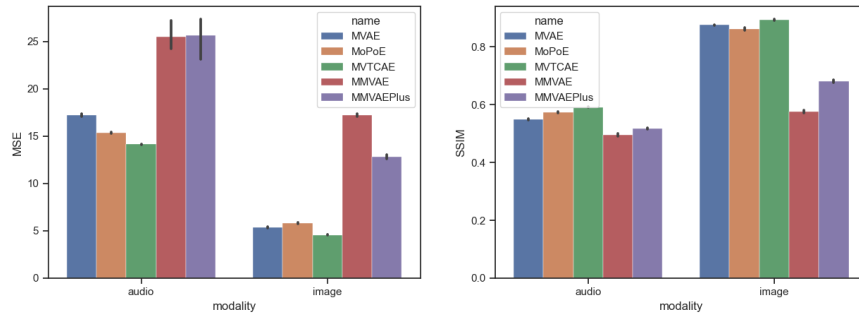 MSE
25
20
15
10
5
0
name
MVAE
MoPoE
MVTCAE
MMVAE
MMVAEPlus
audio
image
modality
SSIM
0.8
0.6
0.4
0.2
0.0
name
MVAE
MoPoE
MVTCAE
MMVAE
MMVAEPlus
audio
image
modality